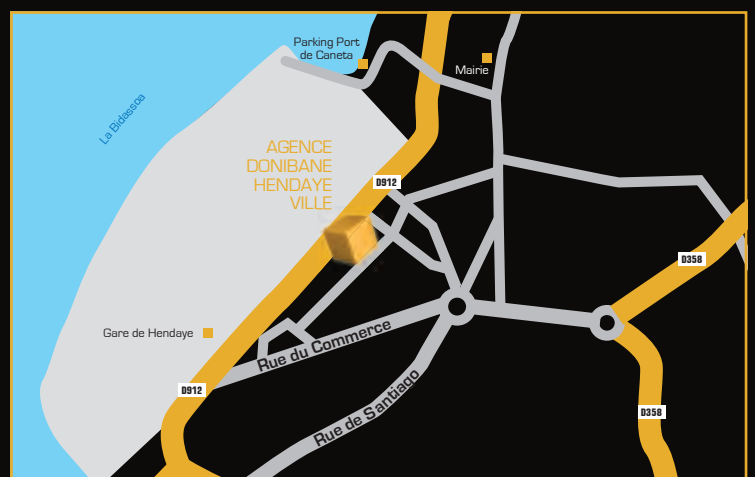 Parking Port
de Caneta
Mairie
La Bidassoa
AGENCE
DONIBANE
HENDAYE
VILLE
D912
D358
Gare de Hendaye
Rue du Commerce
D912
Rue de Santiago
D358